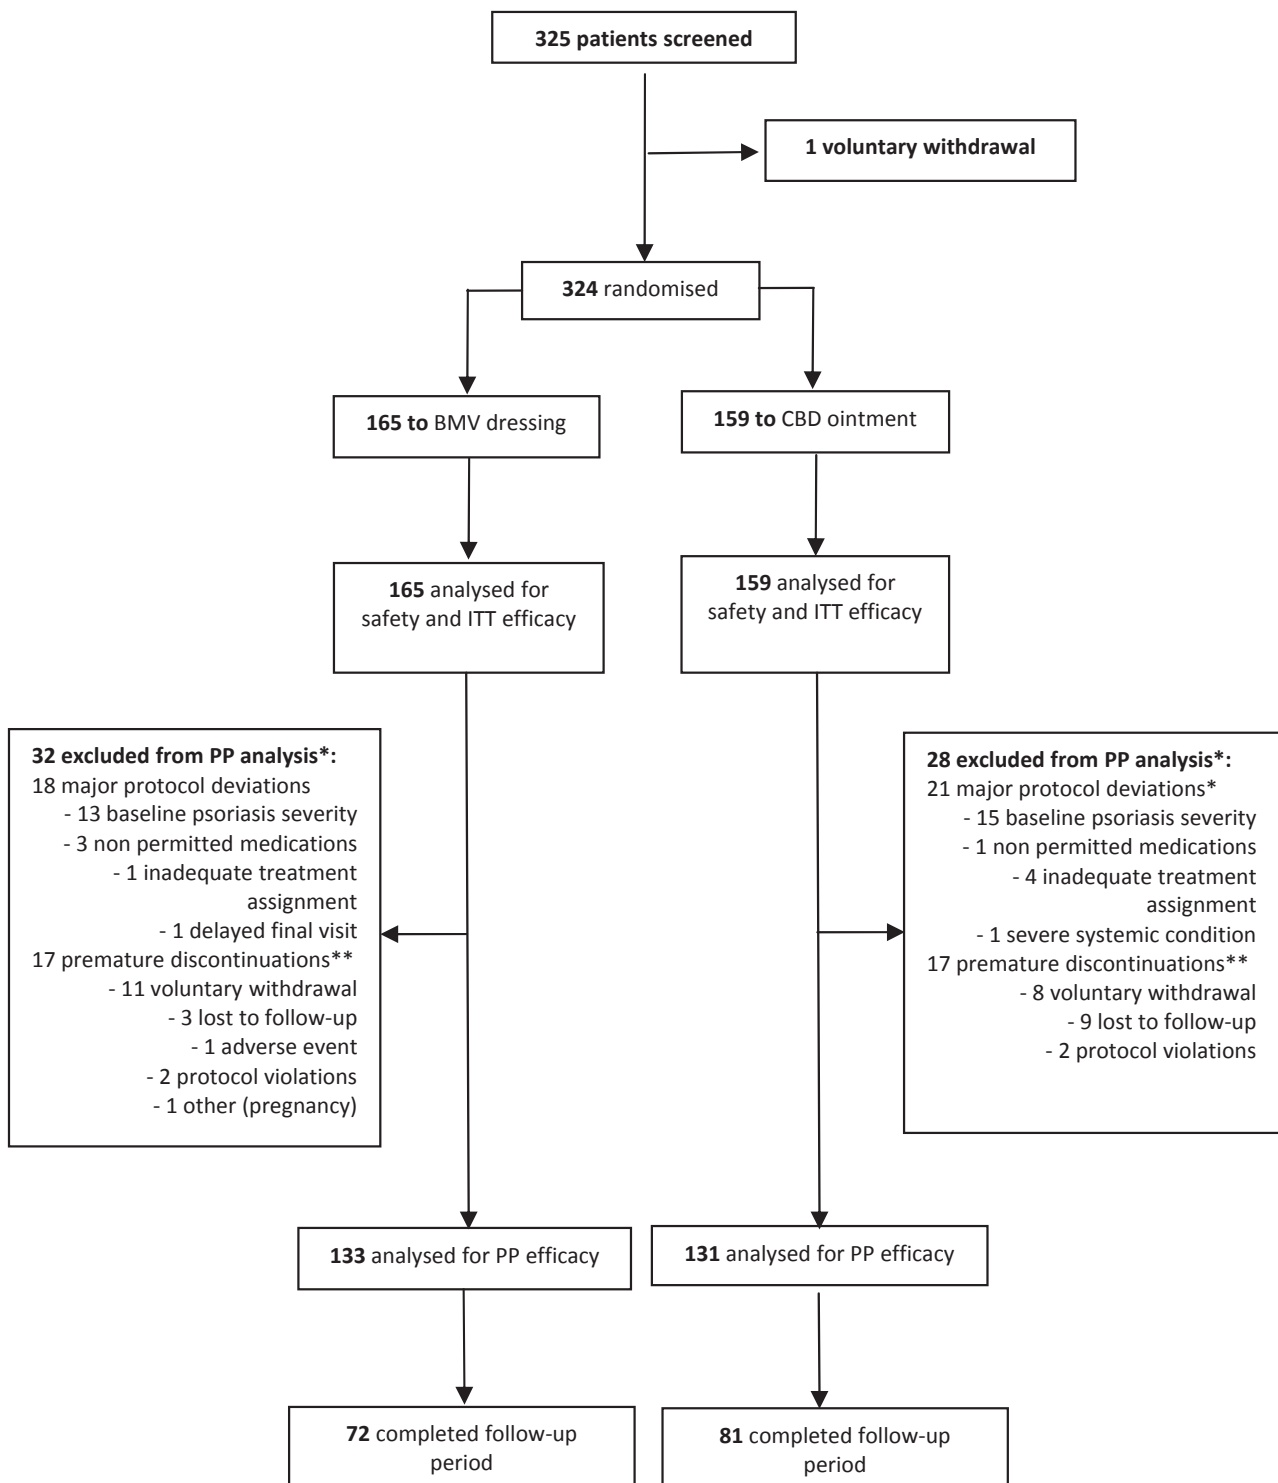 325 patients screened
1 voluntary withdrawal
324 randomised
165 to BMV dressing
159 to CBD ointment
165 analysed for
safety and ITT efficacy
159 analysed for
safety and ITT efficacy
32 excluded from PP analysis*:
18 major protocol deviations
- 13 baseline psoriasis severity
- 3 non permitted medications
- 1 inadequate treatment
assignment
- 1 delayed final visit
17 premature discontinuations**
- 11 voluntary withdrawal
- 3 lost to follow-up
- 1 adverse event
- 2 protocol violations
- 1 other (pregnancy)
28 excluded from PP analysis*:
21 major protocol deviations*
- 15 baseline psoriasis severity
- 1 non permitted medications
- 4 inadequate treatment
assignment
- 1 severe systemic condition
17 premature discontinuations**
- 8 voluntary withdrawal
- 9 lost to follow-up
- 2 protocol violations
133 analysed for PP efficacy
131 analysed for PP efficacy
72 completed follow-up
period
81 completed follow-up
period